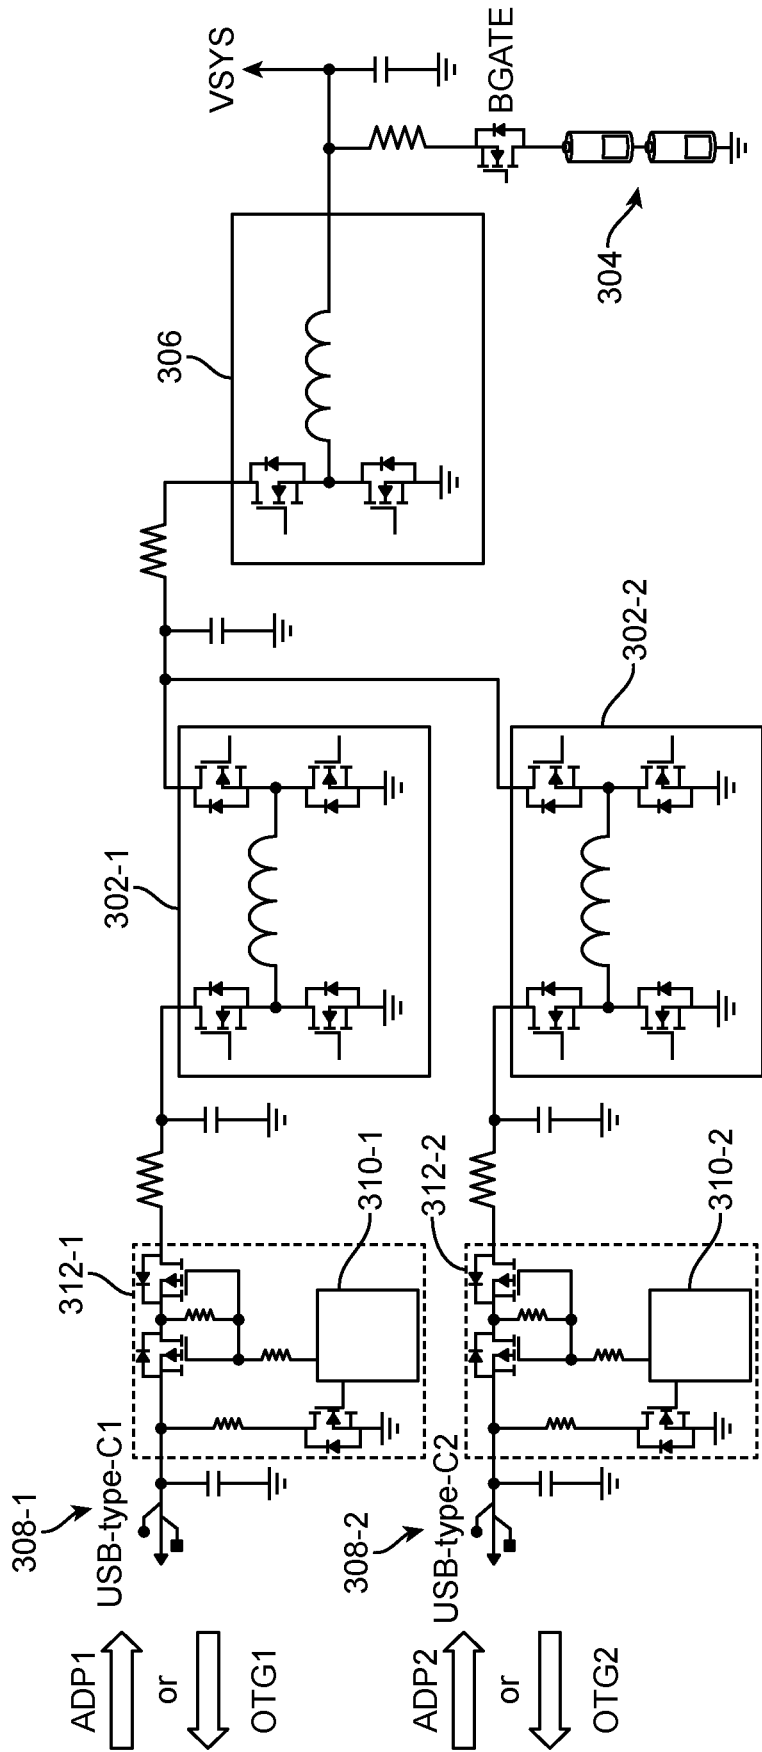 ADP1
or
OTG1
308-1
USB-type-C1
312-1
310-1
302-1
306
VSYS
BGATE
304
ADP2
or
OTG2
308-2
USB-type-C2
312-2
310-2
302-2